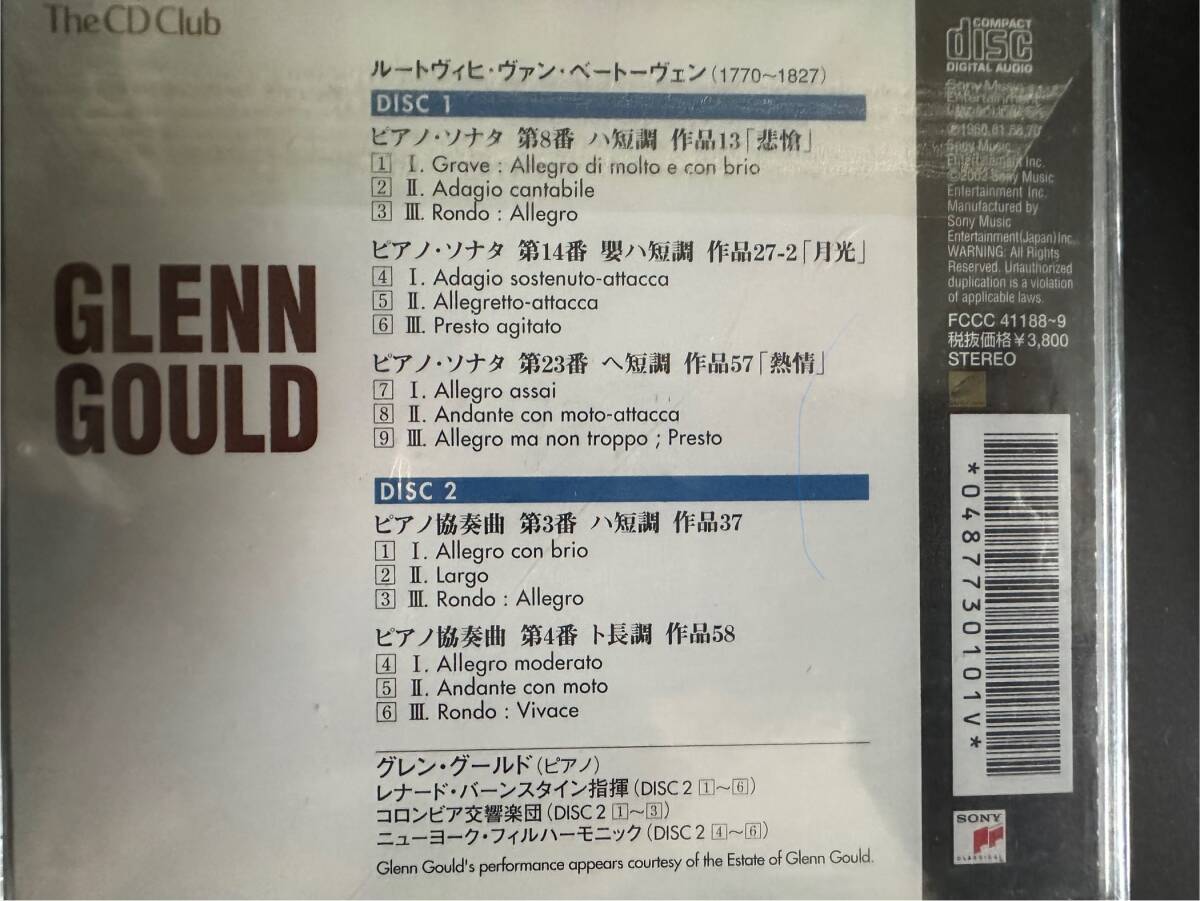 The CD Club
GLENN
GOULD
ルートヴィヒ・ヴァン・ベートーヴェン(1770〜1827)
DISC 1
ピアノ・ソナタ 第8番 ハ短調 作品13「悲愴」
1 Ⅰ. Grave : Allegro di molto e con brio
2 Ⅱ. Adagio cantabile
3 Ⅲ. Rondo : Allegro
ピアノ・ソナタ 第14番 嬰ハ短調 作品27-2「月光」
4 Ⅰ. Adagio sostenuto-attacca
5 Ⅱ. Allegretto-attacca
6 Ⅲ. Presto agitato
ピアノ・ソナタ 第23番 ヘ短調 作品57「熱情」
7 Ⅰ. Allegro assai
8 Ⅱ. Andante con moto-attacca
9 Ⅲ. Allegro ma non troppo ; Presto
DISC 2
ピアノ協奏曲 第3番 ハ短調 作品37
1 Ⅰ. Allegro con brio
2 Ⅱ. Largo
3 Ⅲ. Rondo : Allegro
ピアノ協奏曲 第4番 ト長調 作品58
4 Ⅰ. Allegro moderato
5 Ⅱ. Andante con moto
6 Ⅲ. Rondo : Vivace
グレン・グールド(ピアノ)
レナード・バーンスタイン指揮(DISC 2 1〜6)
コロンビア交響楽団(DISC 2 1〜3)
ニューヨーク・フィルハーモニック(DISC 2 4〜6)
Glenn Gould's performance appears courtesy of the Estate of Glenn Gould.
COMPACT
disc
DIGITAL AUDIO
Sony Music
Entertainment
Sony Music
Entertainment Inc.
Sony Music
Entertainment Inc.
Manufactured by
Sony Music
Entertainment(Japan)Inc.
WARNING: All Rights
Reserved. Unauthorized
duplication is a violation
of applicable laws.
FCCC 41188~9
税抜価格¥3,800
STEREO
*0487730101V*
SONY
CLASSICAL